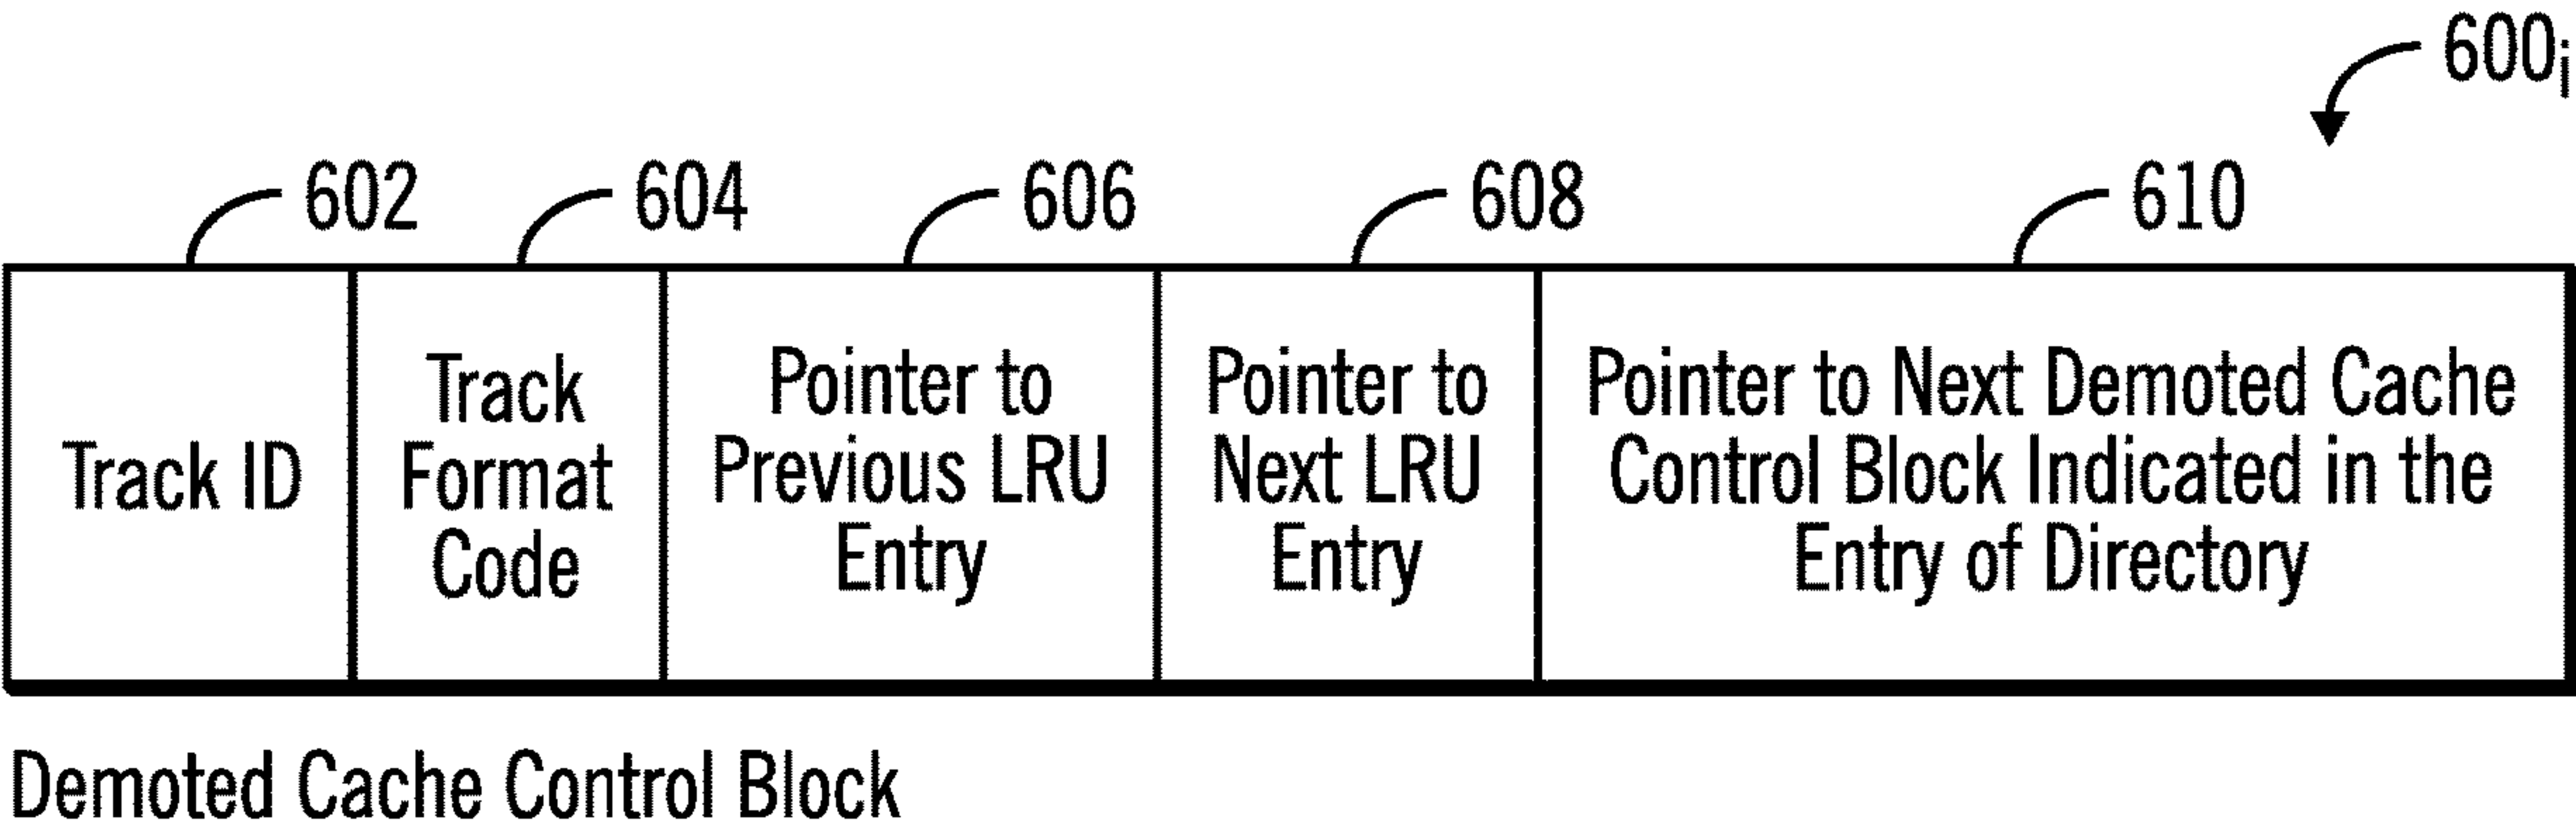 600i
602
604
606
608
610
Track ID
Track
Format
Code
Pointer to
Previous LRU
Entry
Pointer to
Next LRU
Entry
Pointer to Next Demoted Cache
Control Block Indicated in the
Entry of Directory
Demoted Cache Control Block